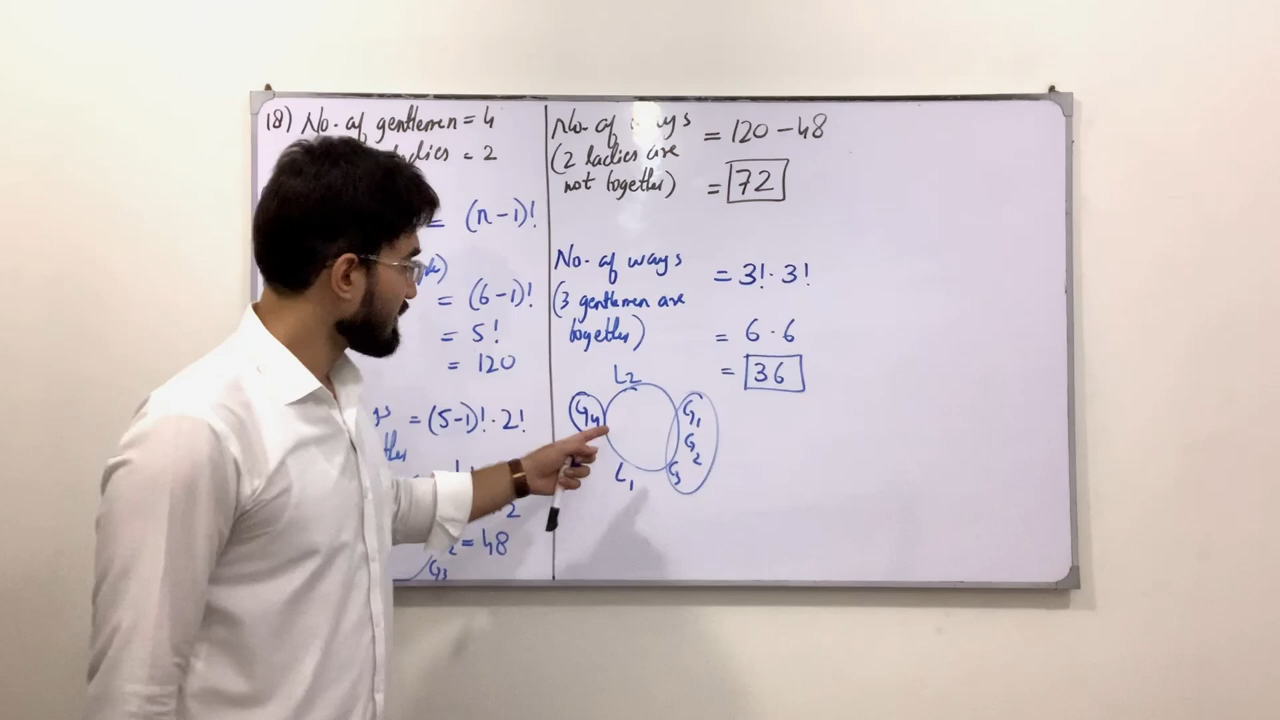 18) No. of gentlemen = 4
ladies = 2
= (n-1)!
= (6-1)!
= 5!
= 120
= (5-1)!·2!
2
= 48
G3
No. of ways = 120-48
(2 ladies are
not together) = 72
No. of ways = 3!·3!
(3 gentlemen are
together) = 6·6
= 36
L2
G4 G1
G2
L1 G3